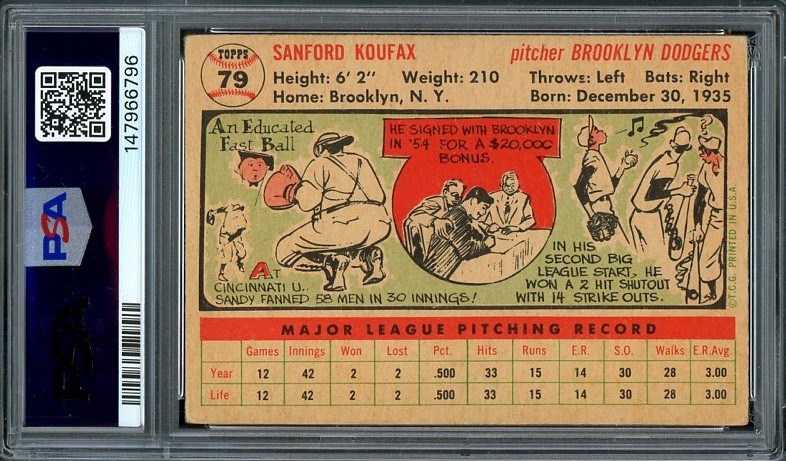 147966796
PSA
PSA
TOPPS
79
SANFORD KOUFAX pitcher BROOKLYN DODGERS
Height: 6' 2" Weight: 210 Throws: Left Bats: Right
Home: Brooklyn, N. Y. Born: December 30, 1935
An Educated
Fast Ball
AT
CINCINNATI U..
SANDY FANNED 58 MEN IN 30 INNINGS!
HE SIGNED WITH BROOKLYN
IN '54 FOR A $20,000
BONUS.
IN HIS
SECOND BIG
LEAGUE START, HE
WON A 2 HIT SHUTOUT
WITH 14 STRIKE OUTS.
© T.C.G. PRINTED IN U.S.A.
MAJOR LEAGUE PITCHING RECORD
Games Innings Won Lost Pct. Hits Runs E.R. S.O. Walks E.R.Avg.
Year 12 42 2 2 .500 33 15 14 30 28 3.00
Life 12 42 2 2 .500 33 15 14 30 28 3.00